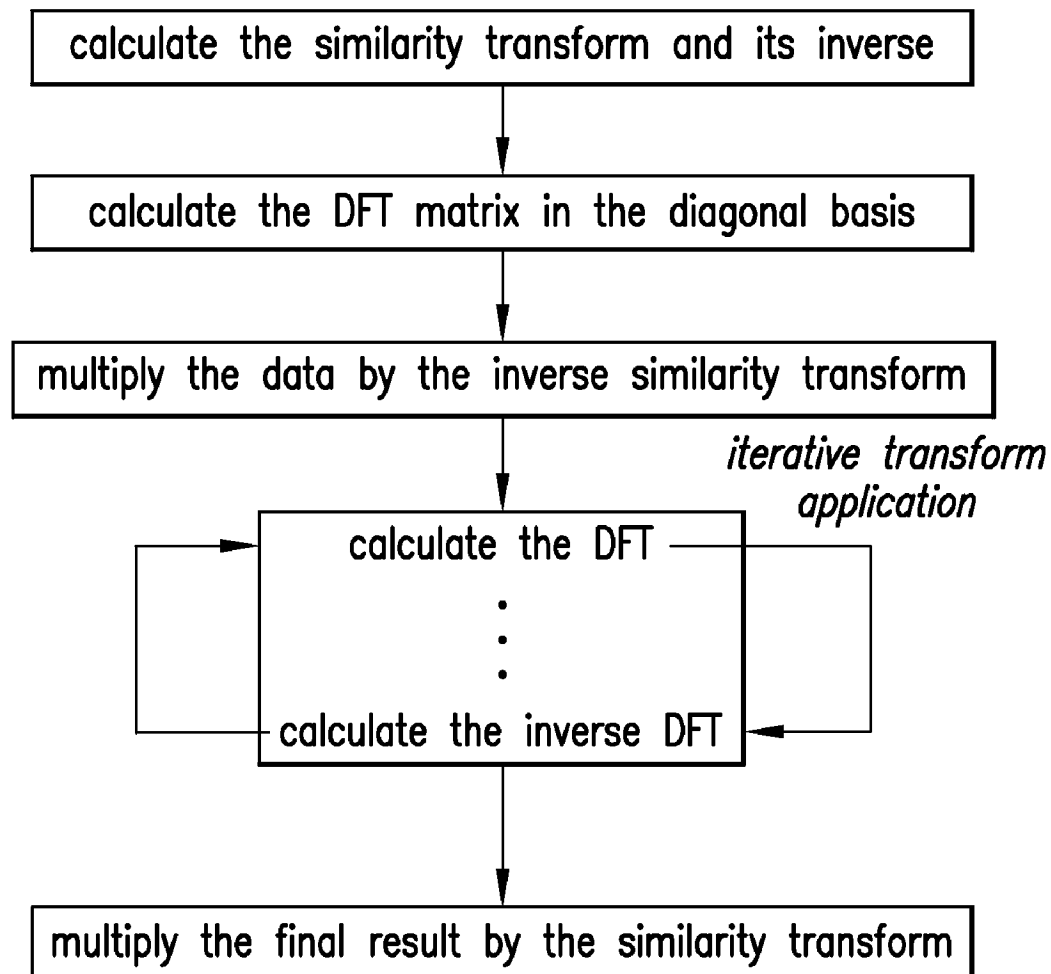 calculate the similarity transform and its inverse
calculate the DFT matrix in the diagonal basis
multiply the data by the inverse similarity transform
iterative transform
application
calculate the DFT
calculate the inverse DFT
multiply the final result by the similarity transform